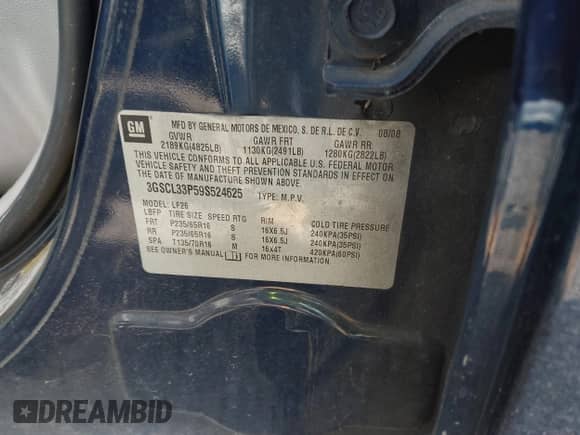 GM
MFD BY GENERAL MOTORS DE MEXICO, S. DE R.L. DE C.V. 08/08
GVWR GAWR FRT GAWR RR
2189KG(4825LB) 1130KG(2491LB) 1280KG(2822LB)
THIS VEHICLE CONFORMS TO ALL APPLICABLE U.S. FEDERAL MOTOR
VEHICLE SAFETY AND THEFT PREVENTION STANDARDS IN EFFECT ON
THE DATE OF MANUFACTURE SHOWN ABOVE.
3GSCL33P59S524625 TYPE: M.P.V.
MODEL: LF26
LBFP TIRE SIZE SPEED RTG RIM COLD TIRE PRESSURE
FRT P235/65R16 S 16X6.5J 240KPA(35PSI)
RR P235/65R16 S 16X6.5J 240KPA(35PSI)
SPA T135/70R16 M 16x4T 420KPA(60PSI)
SEE OWNER'S MANUAL FOR MORE INFORMATION.
DREAMBID